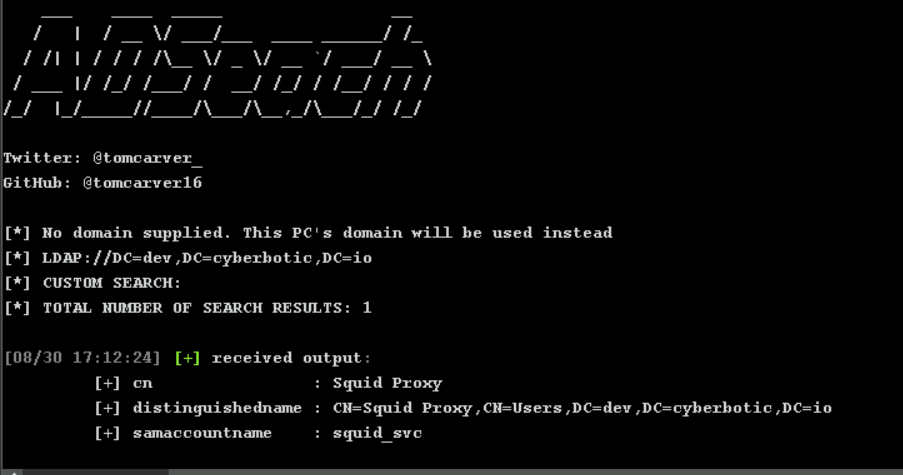 ADSeach
Twitter: @tomcarver_
GitHub: @tomcarver16
[*] No domain supplied. This PC's domain will be used instead
[*] LDAP://DC=dev,DC=cyberbotic,DC=io
[*] CUSTOM SEARCH:
[*] TOTAL NUMBER OF SEARCH RESULTS: 1
[08/30 17:12:24] [+] received output:
[+] cn : Squid Proxy
[+] distinguishedname : CN=Squid Proxy,CN=Users,DC=dev,DC=cyberbotic,DC=io
[+] samaccountname : squid_svc